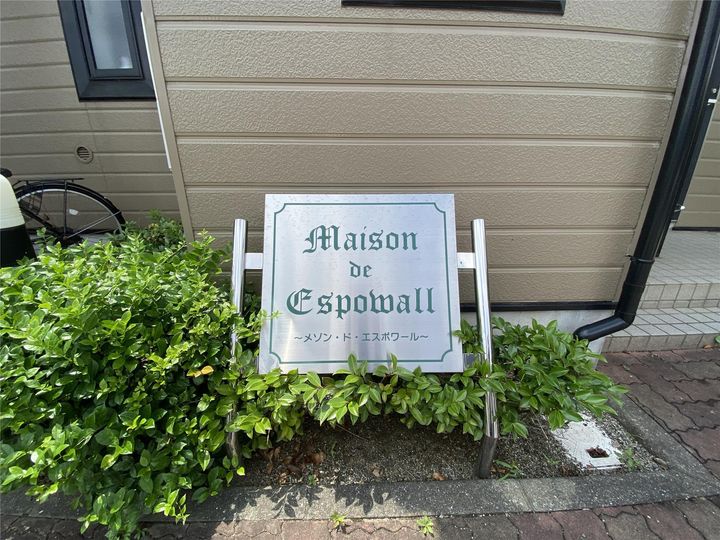 Maison
de
Espowall
～メゾン・ド・エスポワール～